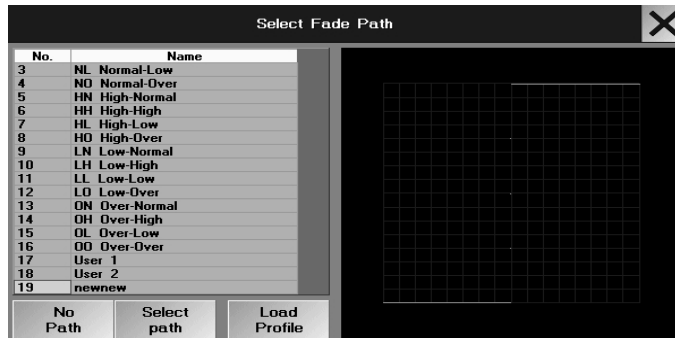 Select Fade Path
No. Name
3 NL Normal-Low
4 NO Normal-Over
5 HN High-Normal
6 HH High-High
7 HL High-Low
8 HO High-Over
9 LN Low-Normal
10 LH Low-High
11 LL Low-Low
12 LO Low-Over
13 ON Over-Normal
14 OH Over-High
15 OL Over-Low
16 OO Over-Over
17 User 1
18 User 2
19 newnew
No Path
Select path
Load Profile